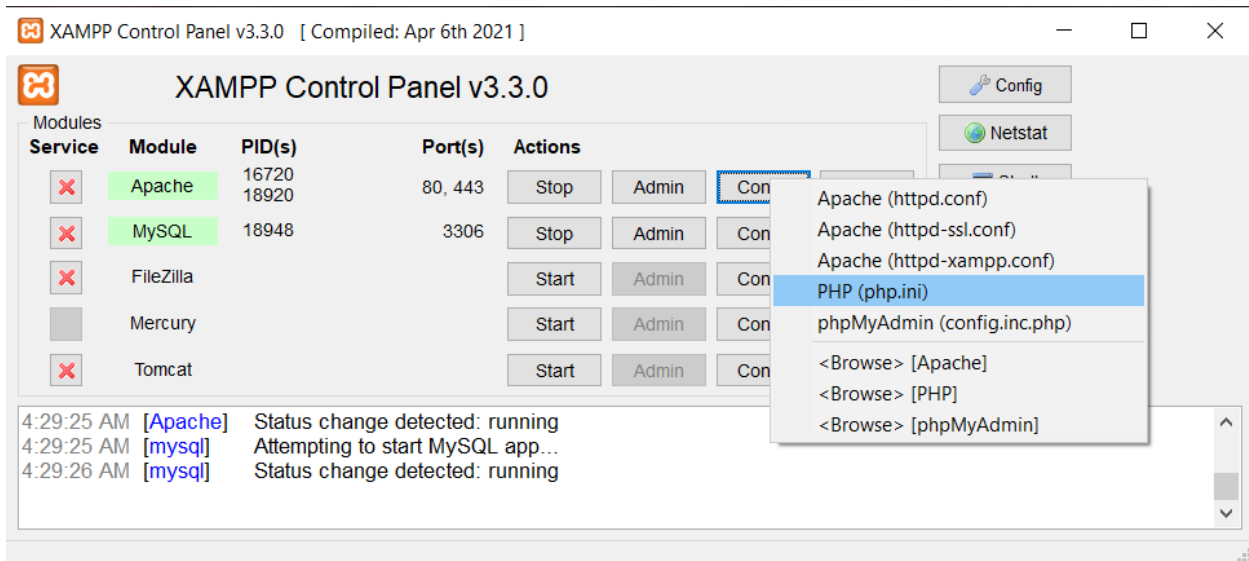 XAMPP Control Panel v3.3.0 [ Compiled: Apr 6th 2021 ]
XAMPP Control Panel v3.3.0
Config
Modules
Netstat
Service Module PID(s) Port(s) Actions
Apache 16720 18920 80, 443 Stop Admin
MySQL 18948 3306 Stop Admin
FileZilla Start Admin
Mercury Start Admin
Tomcat Start Admin
Apache (httpd.conf)
Apache (httpd-ssl.conf)
Apache (httpd-xampp.conf)
PHP (php.ini)
phpMyAdmin (config.inc.php)
<Browse> [Apache]
<Browse> [PHP]
<Browse> [phpMyAdmin]
4:29:25 AM [Apache] Status change detected: running
4:29:25 AM [mysql] Attempting to start MySQL app...
4:29:26 AM [mysql] Status change detected: running